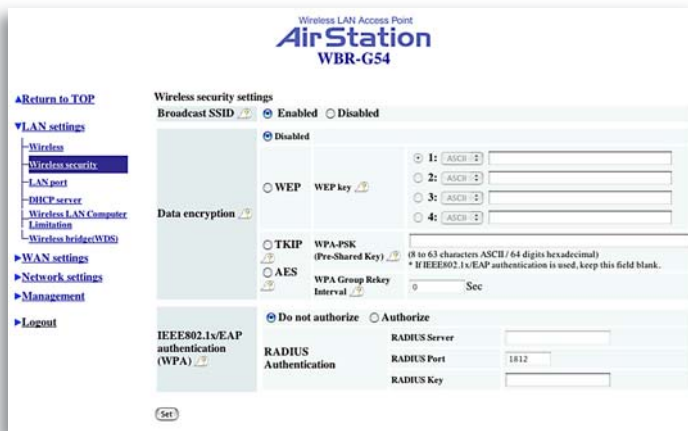 Wireless LAN Access Point
AirStation
WBR-G54
Return to TOP
LAN settings
Wireless
Wireless security
LAN port
DHCP server
Wireless LAN Computer
Limitation
Wireless bridge(WDS)
WAN settings
Network settings
Management
Logout
Wireless security settings
Broadcast SSID ? Enabled Disabled
Data encryption ?
Disabled
WEP WEP key ?
1: ASCII
2: ASCII
3: ASCII
4: ASCII
TKIP ?
AES ?
WPA-PSK
(Pre-Shared Key) ?
(8 to 63 characters ASCII / 64 digits hexadecimal)
* If IEEE802.1x/EAP authentication is used, keep this field blank.
WPA Group Rekey
Interval ? 0 Sec
IEEE802.1x/EAP
authentication
(WPA) ?
Do not authorize Authorize
RADIUS
Authentication
RADIUS Server
RADIUS Port 1812
RADIUS Key
Set